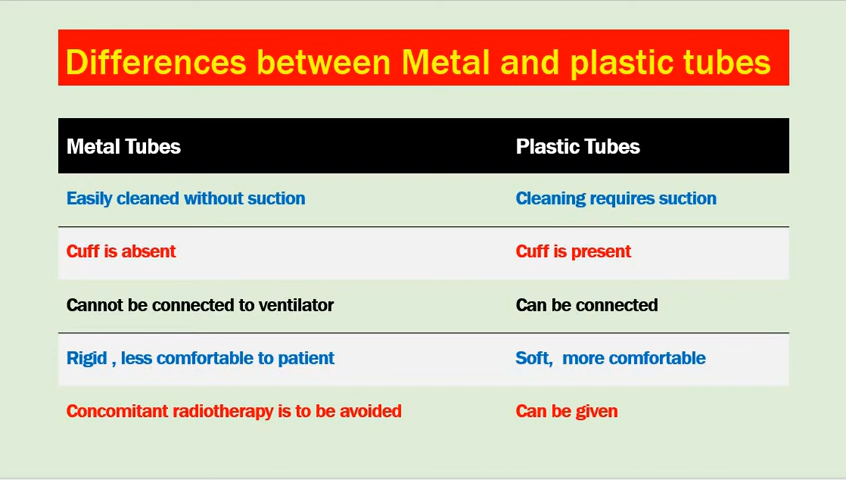 Differences between Metal and plastic tubes
Metal Tubes Plastic Tubes
Easily cleaned without suction Cleaning requires suction
Cuff is absent Cuff is present
Cannot be connected to ventilator Can be connected
Rigid , less comfortable to patient Soft, more comfortable
Concomitant radiotherapy is to be avoided Can be given